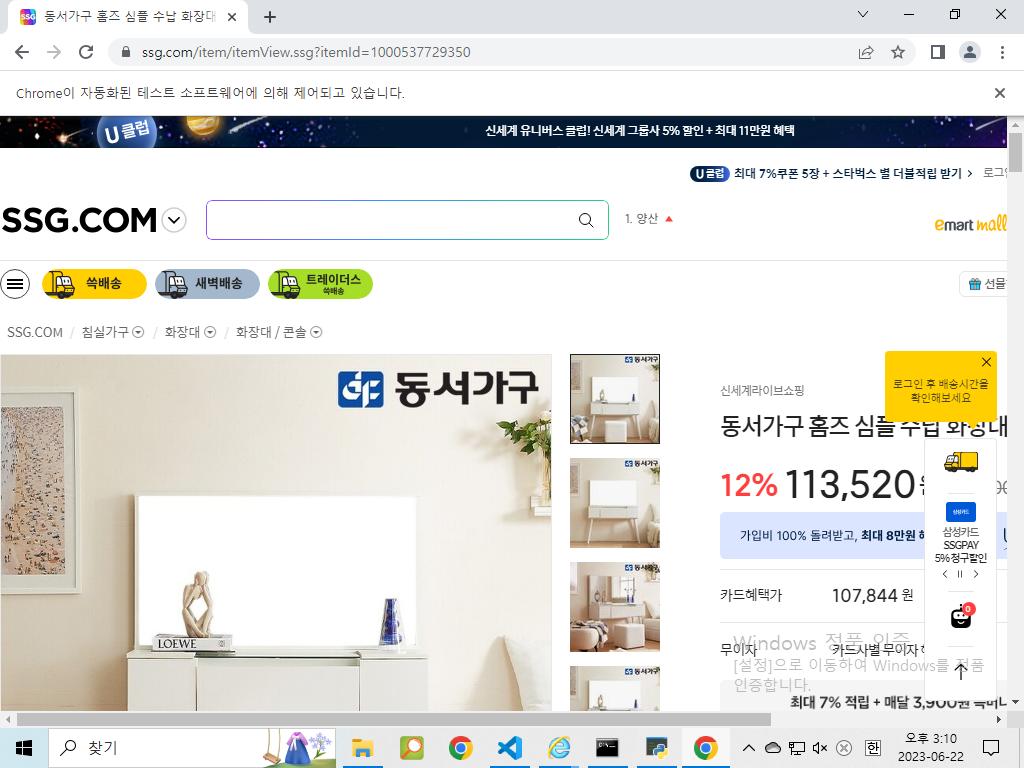 동서가구 홈즈 심플 수납 화장대
ssg.com/item/itemView.ssg?itemId=1000537729350
Chrome이 자동화된 테스트 소프트웨어에 의해 제어되고 있습니다.
U 클럽
신세계 유니버스 클럽! 신세계 그룹사 5% 할인 + 최대 11만원 혜택
U 클럽 최대 7%쿠폰 5장 + 스타벅스 별 더블적립 받기 > 로그인
SSG.COM
1. 양산
emart mall
쓱배송
새벽배송
트레이더스
쓱배송
선물
SSG.COM / 침실가구 / 화장대 / 화장대 / 콘솔
동서가구
LOEWE
로그인 후 배송시간을
확인해보세요
신세계라이브쇼핑
동서가구 홈즈 심플 수납 화장대
12% 113,520원
가입비 100% 돌려받고, 최대 8만원
삼성카드
삼성카드
SSGPAY
5% 청구할인
카드혜택가 107,844 원
0
무이자 카드사별 무이자
Windows 정품 인증
[설정]으로 이동하여 Windows를 정품
인증합니다.
최대 7% 적립 + 매달 3,900원
찾기
한
오후 3:10
2023-06-22